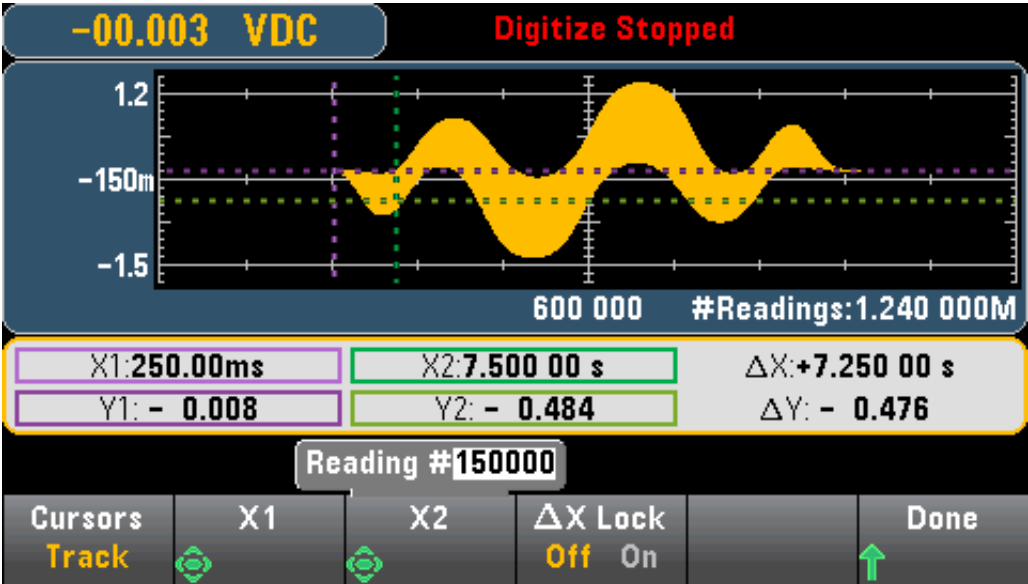 -00.003 VDC
Digitize Stopped
1.2
-150m
-1.5
600 000 #Readings:1.240 000M
X1:250.00ms X2:7.500 00 s ΔX:+7.250 00 s
Y1: - 0.008 Y2: - 0.484 ΔY: - 0.476
Reading #150000
Cursors X1 X2 ΔX Lock Done
Track Off On